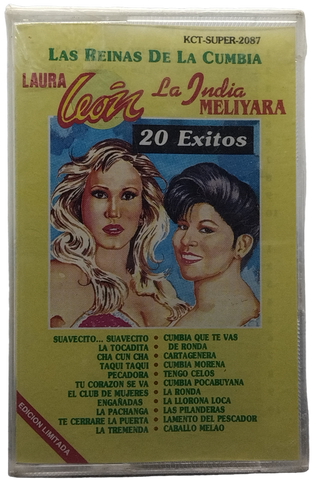 KCT-SUPER-2087
LAS REINAS DE LA CUMBIA
LAURA León
La India MELIYARA
20 Exitos
SUAVECITO... SUAVECITO
LA TOCADITA
CHA CUN CHA
TAQUI TAQUI
PECADORA
TU CORAZON SE VA
EL CLUB DE MUJERES
ENGAÑADAS
LA PACHANGA
TE CERRARE LA PUERTA
LA TREMENDA
CUMBIA QUE TE VAS
DE RONDA
CARTAGENERA
CUMBIA MORENA
TENGO CELOS
CUMBIA POCABUYANA
LA RONDA
LA LLORONA LOCA
LAS PILANDERAS
LAMENTO DEL PESCADOR
CABALLO MELAO
EDICION LIMITADA